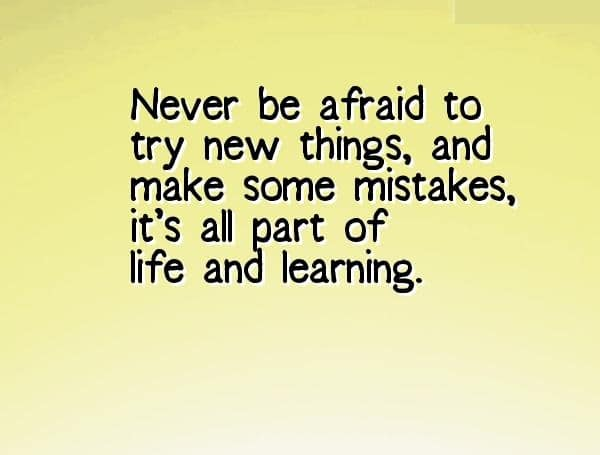 Never be afraid to
try new things, and
make some mistakes,
it's all part of
life and learning.